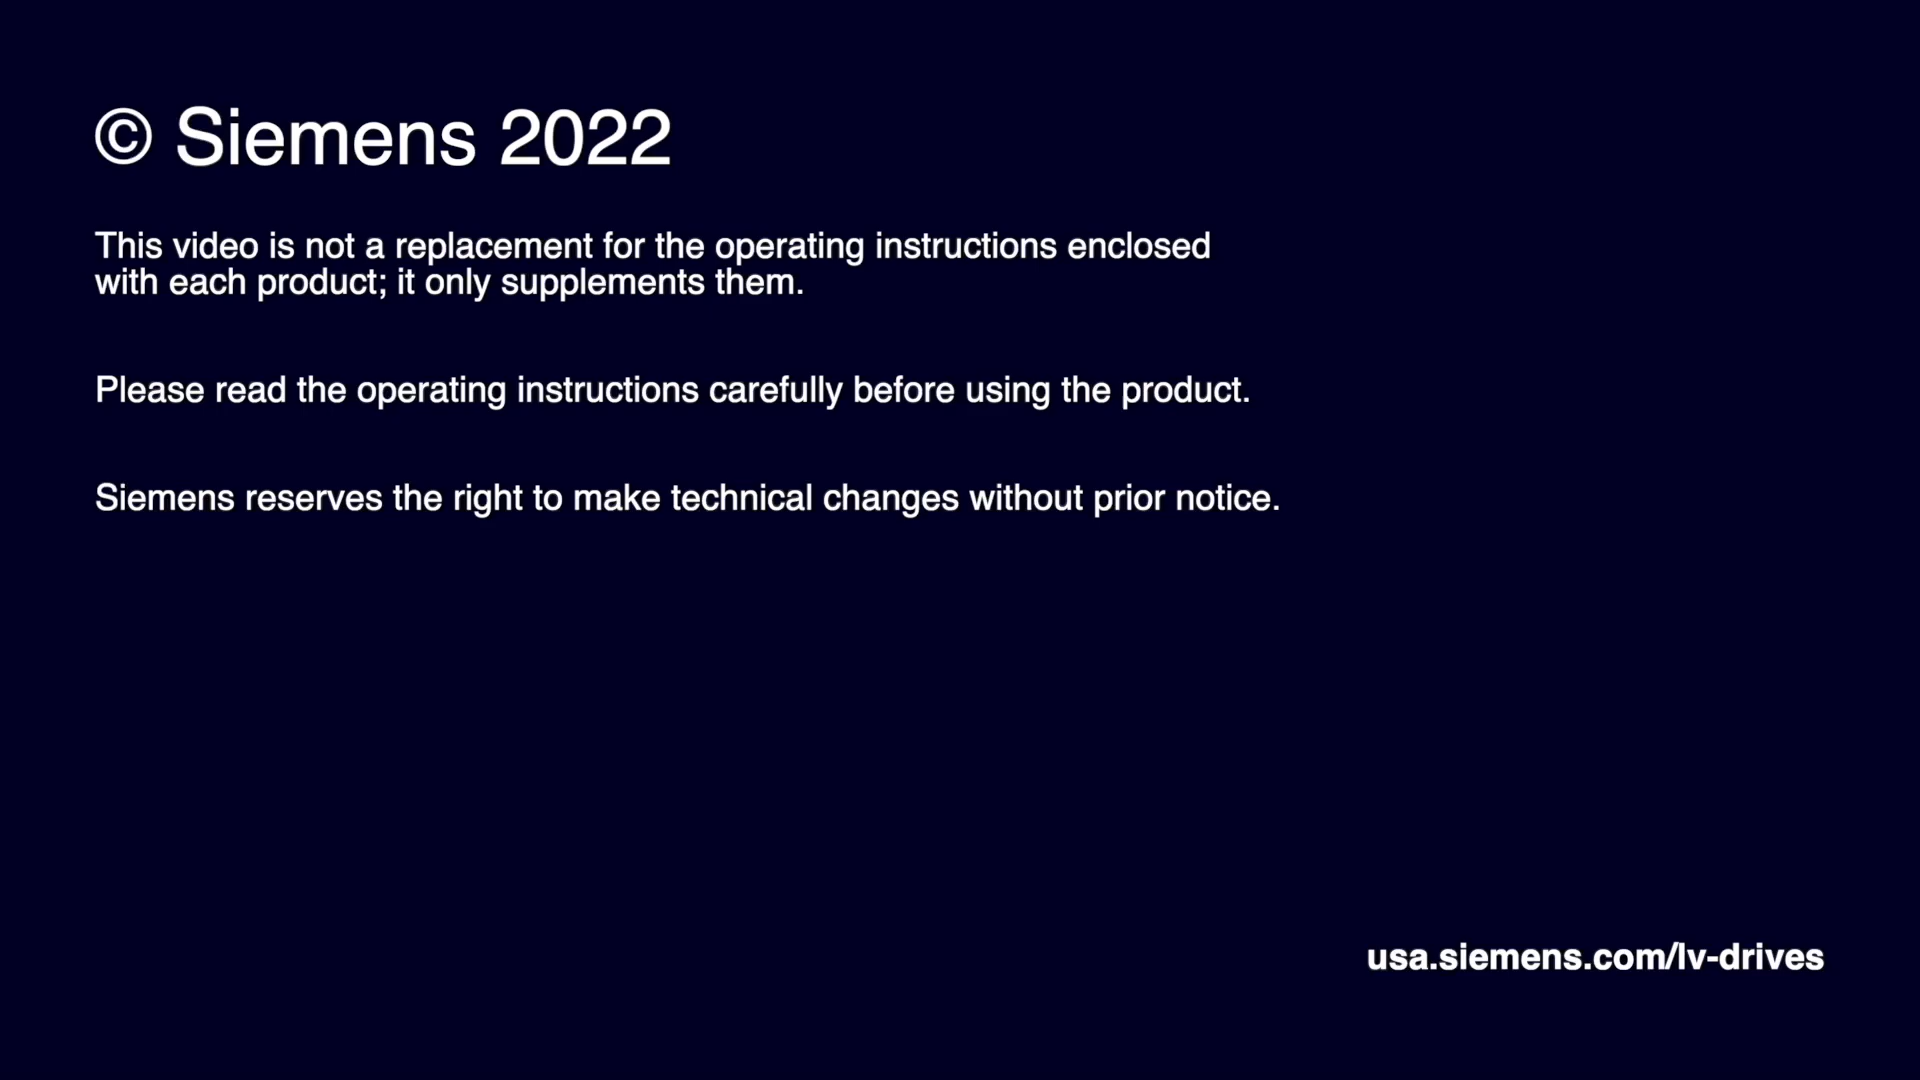 © Siemens 2022
This video is not a replacement for the operating instructions enclosed
with each product; it only supplements them.
Please read the operating instructions carefully before using the product.
Siemens reserves the right to make technical changes without prior notice.
usa.siemens.com/lv-drives